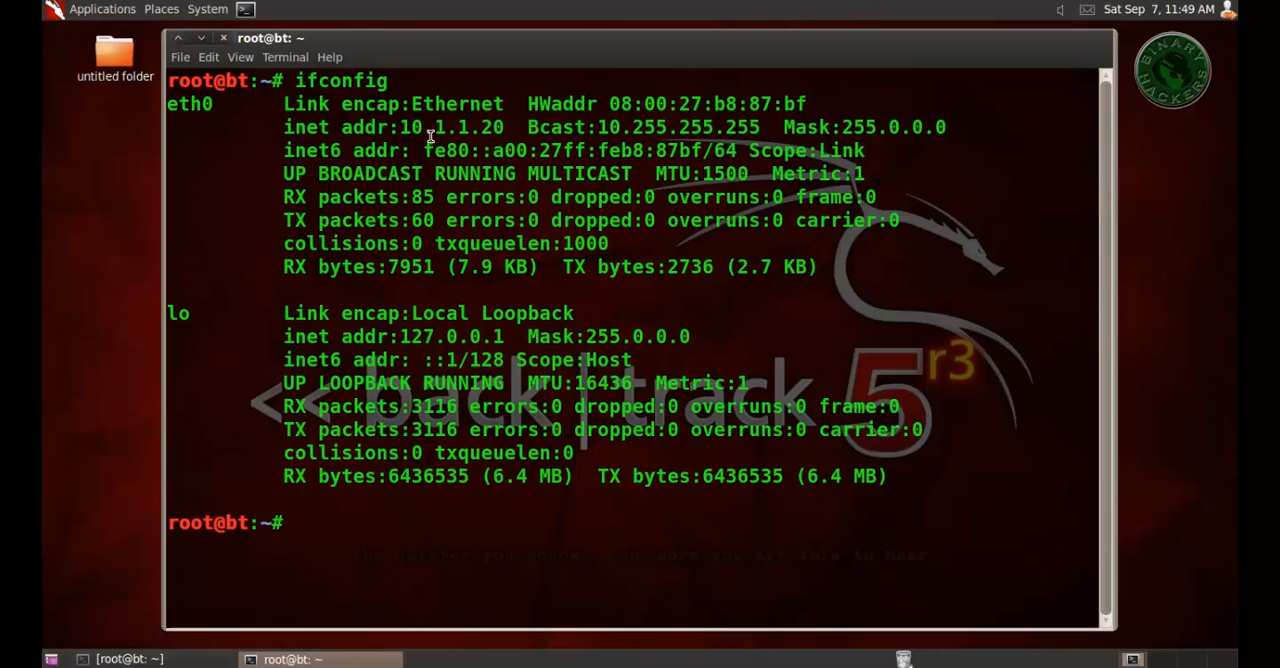 Applications Places System
Sat Sep 7, 11:49 AM
untitled folder
BINARY
HACKERS
root@bt: ~
File Edit View Terminal Help
root@bt:~# ifconfig
eth0 Link encap:Ethernet HWaddr 08:00:27:b8:87:bf
inet addr:10.1.1.20 Bcast:10.255.255.255 Mask:255.0.0.0
inet6 addr: fe80::a00:27ff:feb8:87bf/64 Scope:Link
UP BROADCAST RUNNING MULTICAST MTU:1500 Metric:1
RX packets:85 errors:0 dropped:0 overruns:0 frame:0
TX packets:60 errors:0 dropped:0 overruns:0 carrier:0
collisions:0 txqueuelen:1000
RX bytes:7951 (7.9 KB) TX bytes:2736 (2.7 KB)
lo Link encap:Local Loopback
inet addr:127.0.0.1 Mask:255.0.0.0
inet6 addr: ::1/128 Scope:Host
UP LOOPBACK RUNNING MTU:16436 Metric:1
RX packets:3116 errors:0 dropped:0 overruns:0 frame:0
TX packets:3116 errors:0 dropped:0 overruns:0 carrier:0
collisions:0 txqueuelen:0
RX bytes:6436535 (6.4 MB) TX bytes:6436535 (6.4 MB)
<< back|track 5 r3
root@bt:~#
[root@bt: ~]
root@bt: ~